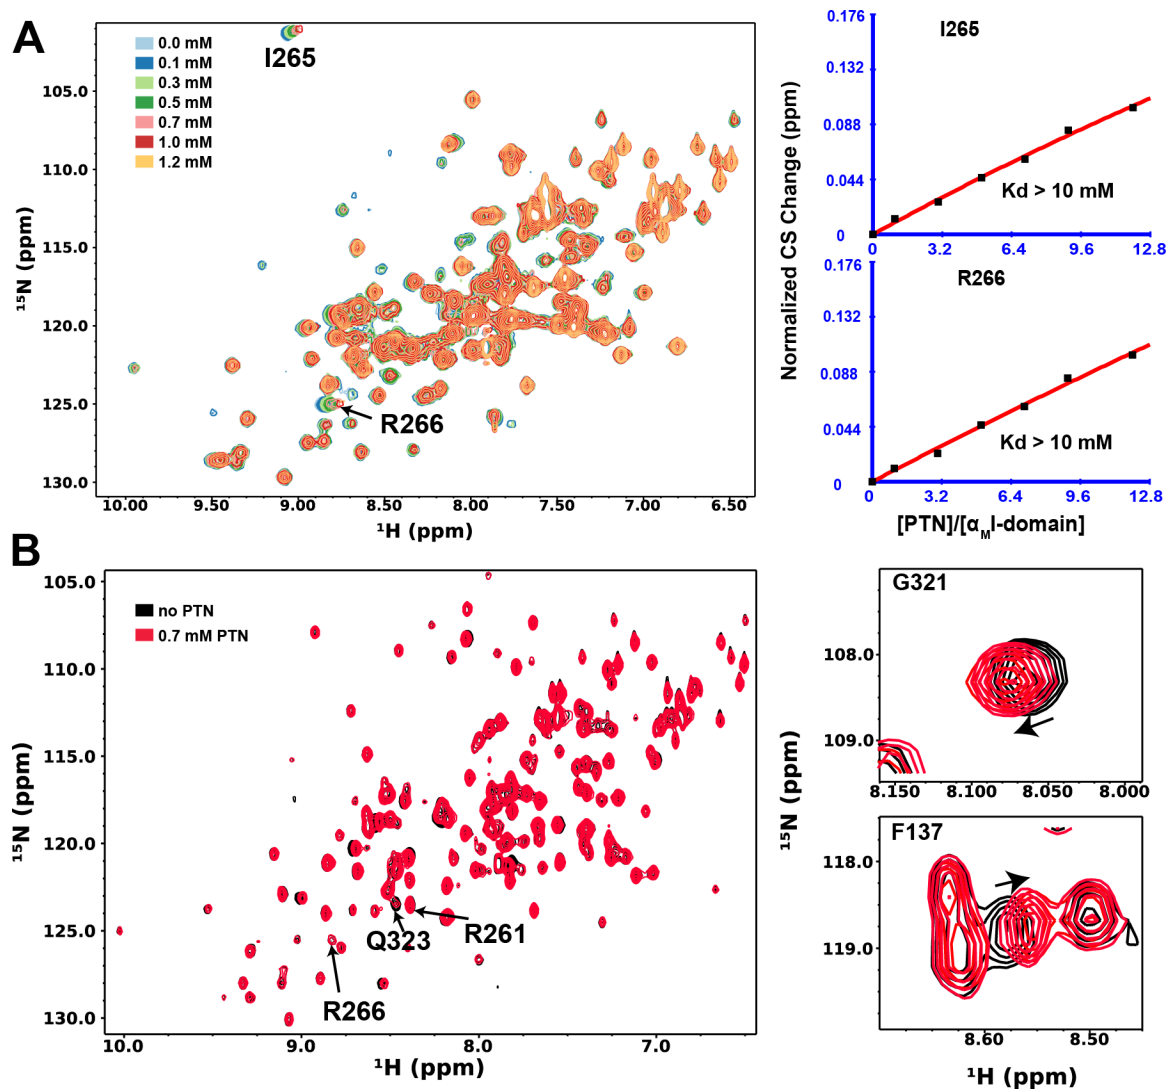 A
0.0 mM
0.1 mM
0.3 mM
0.5 mM
0.7 mM
1.0 mM
1.2 mM
I265
R266
105.0
110.0
115.0
120.0
125.0
130.0
¹⁵N (ppm)
10.00 9.50 9.00 8.50 8.00 7.50 7.00 6.50
¹H (ppm)
Normalized CS Change (ppm)
I265
0.176
0.132
0.088
0.044
0
Kd > 10 mM
0 3.2 6.4 9.6 12.8
R266
0.176
0.132
0.088
0.044
0
Kd > 10 mM
0 3.2 6.4 9.6 12.8
[PTN]/[αMI-domain]
B
no PTN
0.7 mM PTN
105.0
110.0
115.0
120.0
125.0
130.0
¹⁵N (ppm)
Q323
R261
R266
10.0 9.0 8.0 7.0
¹H (ppm)
G321
108.0
109.0
8.150 8.100 8.050 8.000
¹⁵N (ppm)
F137
118.0
119.0
8.60 8.50
¹H (ppm)